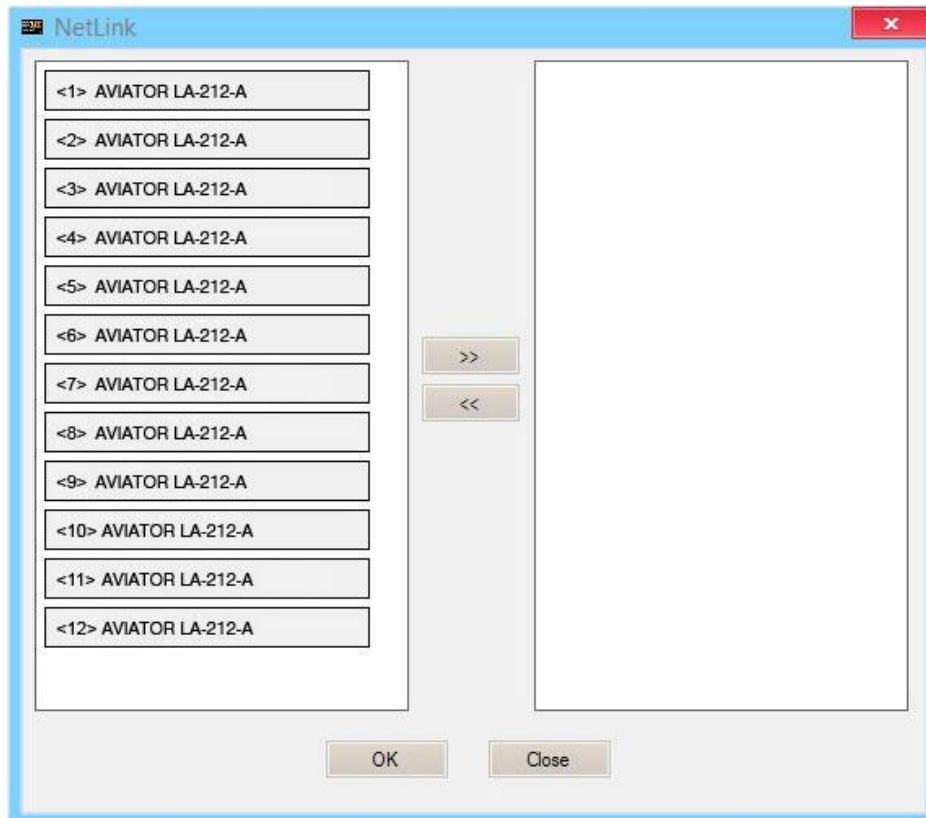 NetLink
<1> AVIATOR LA-212-A
<2> AVIATOR LA-212-A
<3> AVIATOR LA-212-A
<4> AVIATOR LA-212-A
<5> AVIATOR LA-212-A
<6> AVIATOR LA-212-A
<7> AVIATOR LA-212-A
<8> AVIATOR LA-212-A
<9> AVIATOR LA-212-A
<10> AVIATOR LA-212-A
<11> AVIATOR LA-212-A
<12> AVIATOR LA-212-A
>>
<<
OK Close